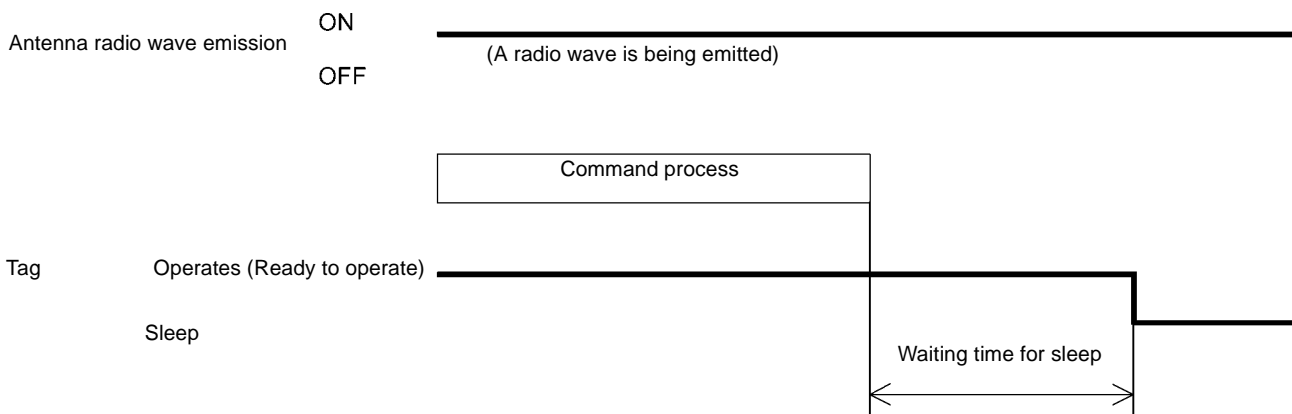 ON
Antenna radio wave emission
(A radio wave is being emitted)
OFF
Command process
Tag Operates (Ready to operate)
Sleep
Waiting time for sleep